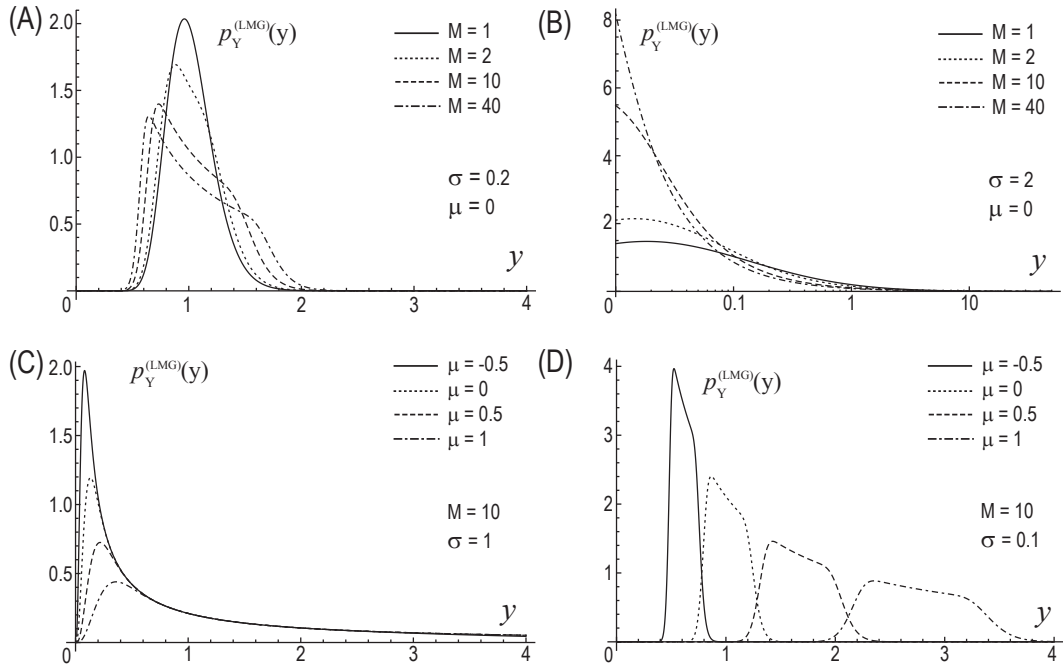 (A)
p_Y^(LMG)(y)
M = 1
M = 2
M = 10
M = 40
σ = 0.2
μ = 0
y
2.0
1.5
1.0
0.5
0
0 1 2 3 4
(B)
p_Y^(LMG)(y)
M = 1
M = 2
M = 10
M = 40
σ = 2
μ = 0
y
8
6
4
2
0
0 0.1 1 10
(C)
p_Y^(LMG)(y)
μ = -0.5
μ = 0
μ = 0.5
μ = 1
M = 10
σ = 1
y
2.0
1.5
1.0
0.5
0
0 1 2 3 4
(D)
p_Y^(LMG)(y)
μ = -0.5
μ = 0
μ = 0.5
μ = 1
M = 10
σ = 0.1
y
4
3
2
1
0
0 1 2 3 4